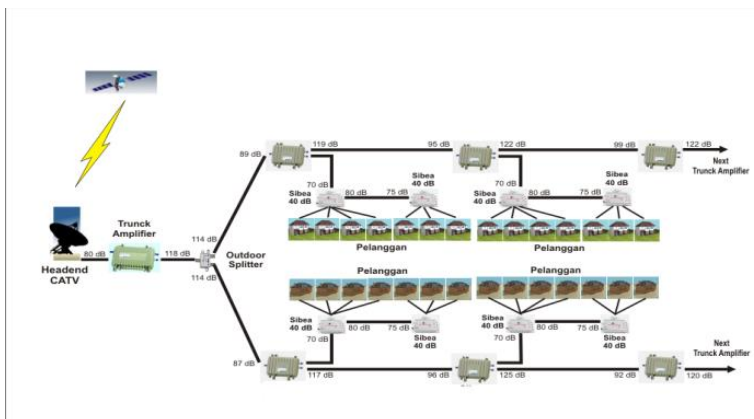 119 dB
95 dB
122 dB
99 dB
122 dB
89 dB
Next
Trunck Amplifier
70 dB
Sibea
40 dB
80 dB
75 dB
Sibea
40 dB
70 dB
Sibea
40 dB
80 dB
75 dB
Sibea
40 dB
Pelanggan
Pelanggan
Trunck
Amplifier
80 dB
118 dB
114 dB
Outdoor
Splitter
114 dB
Headend
CATV
Pelanggan
Pelanggan
Sibea
40 dB
80 dB
75 dB
Sibea
40 dB
70 dB
Sibea
40 dB
80 dB
75 dB
Sibea
40 dB
70 dB
87 dB
117 dB
96 dB
125 dB
92 dB
120 dB
Next
Trunck Amplifier